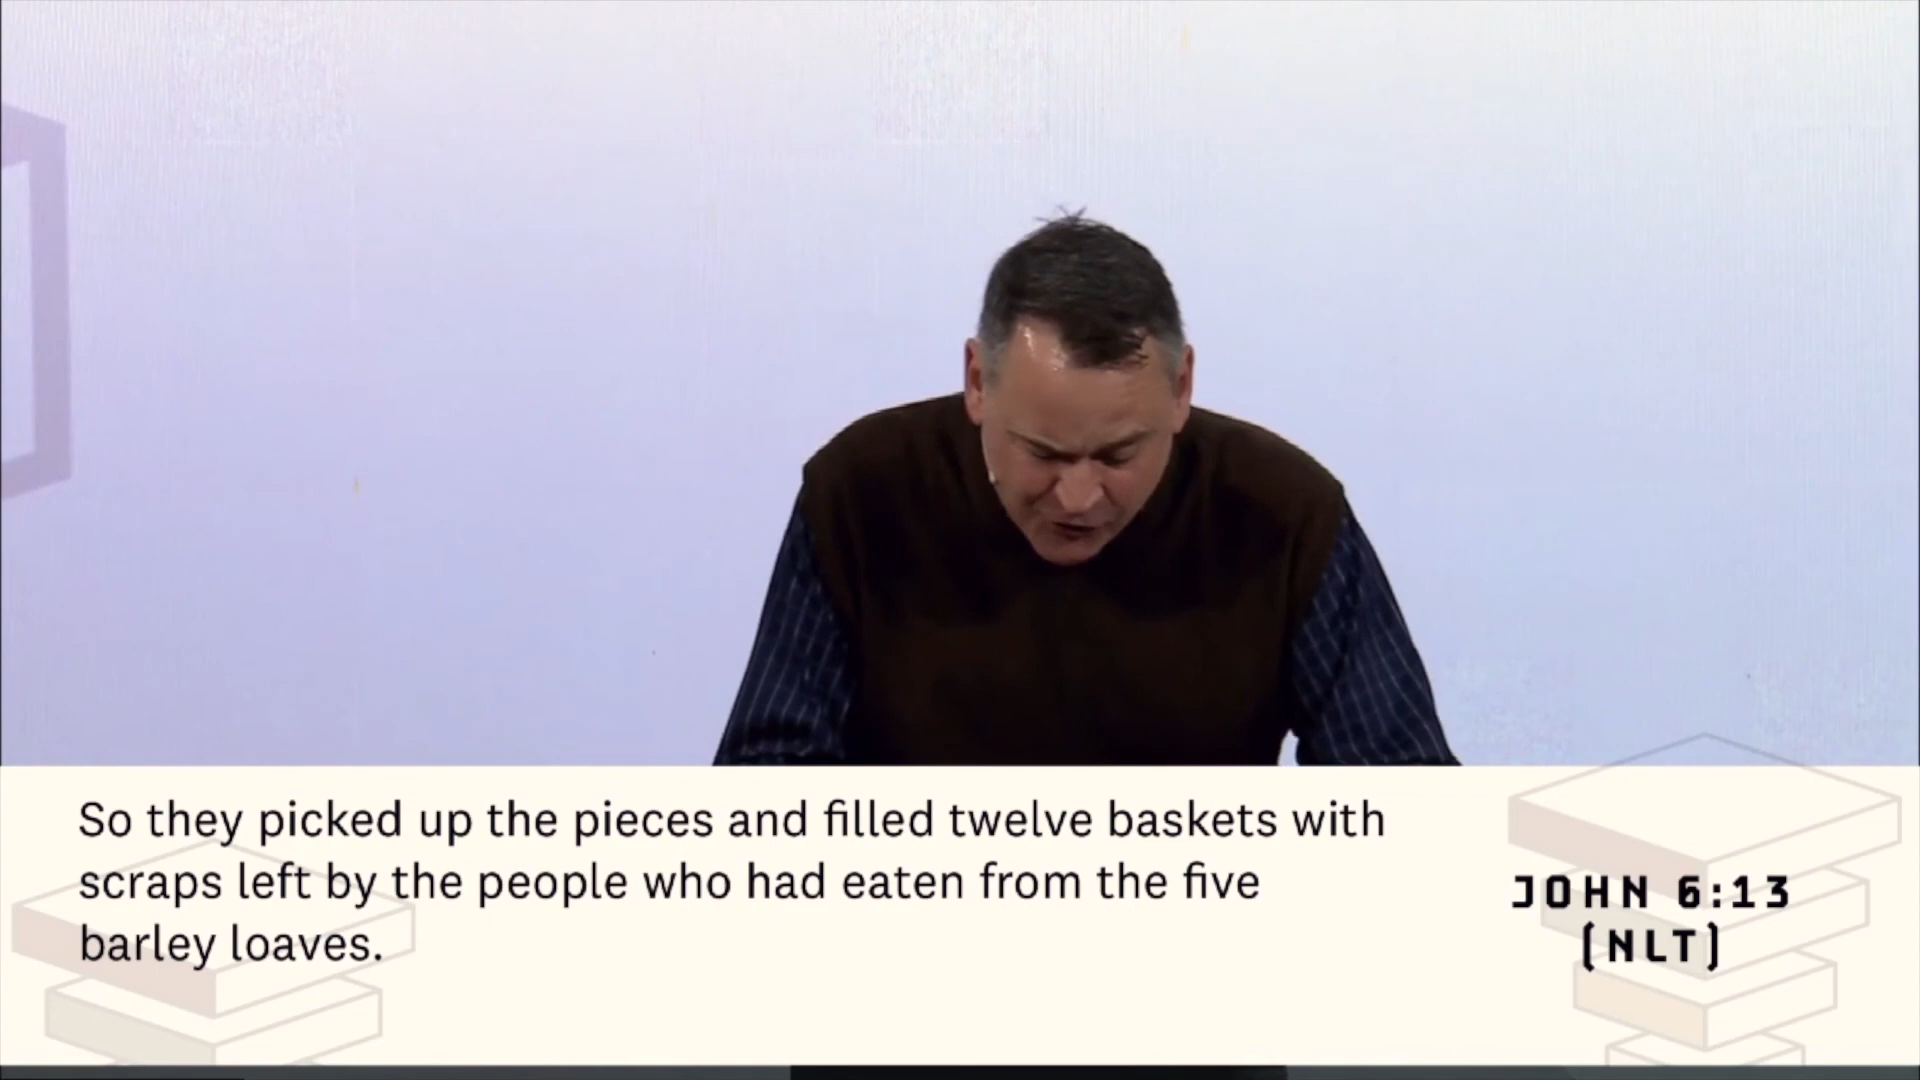 So they picked up the pieces and filled twelve baskets with
scraps left by the people who had eaten from the five
barley loaves.
JOHN 6:13
(NLT)